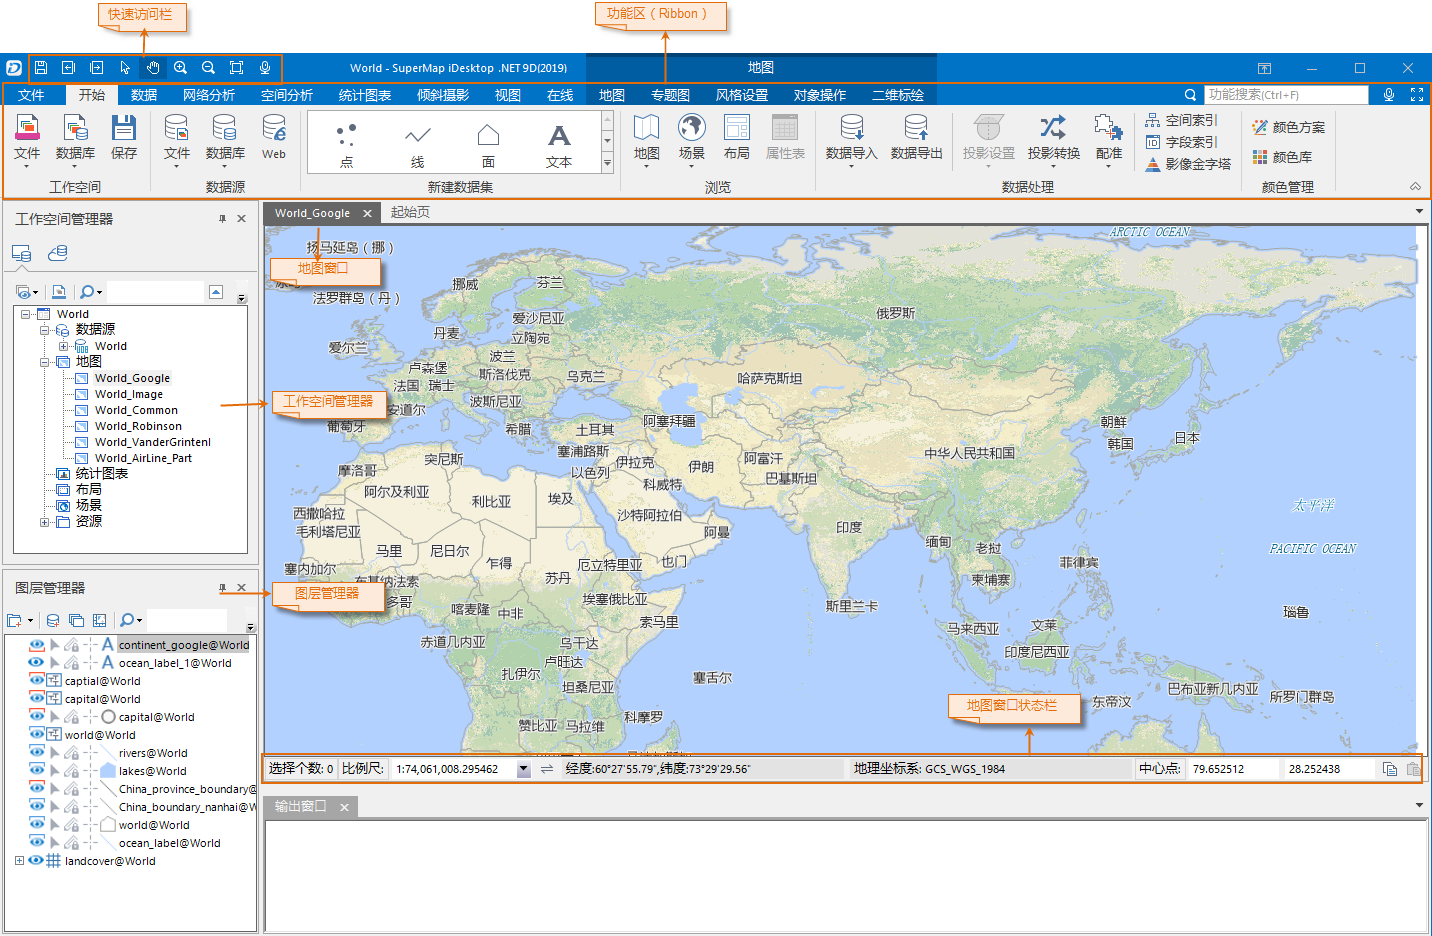 快速访问栏
功能区（Ribbon）
World - SuperMap iDesktop .NET 9D(2019)
地图
文件 开始 数据 网络分析 空间分析 统计图表 倾斜摄影 视图 在线 地图 专题图 风格设置 对象操作 二维标绘
功能搜索(Ctrl+F)
文件 数据库 保存
工作空间
文件 数据库 Web
数据源
点 线 面 文本
新建数据集
地图 场景 布局 属性表
浏览
数据导入 数据导出 投影设置 投影转换 配准
空间索引
字段索引
影像金字塔
数据处理
颜色方案
颜色库
颜色管理
工作空间管理器
World
数据源
World
地图
World_Google
World_Image
World_Common
World_Robinson
World_VanderGrintenI
World_AirLine_Part
统计图表
布局
场景
资源
图层管理器
continent_google@World
ocean_label_1@World
captial@World
capital@World
capital@World
world@World
rivers@World
lakes@World
China_province_boundary@
China_boundary_nanhai@W
world@World
ocean_label@World
landcover@World
World_Google 起始页
ARCTIC OCEAN
扬马延岛（挪）
地图窗口
法罗群岛（丹）
挪威 芬兰
俄罗斯
爱沙尼亚
丹麦 立陶宛
爱尔兰 波兰
卢森堡 斯洛伐克 乌克兰
法国 瑞士
哈萨克斯坦
工作空间管理器
安道尔 波斯尼亚
葡萄牙 希腊 土耳其 阿塞拜疆
朝鲜
韩国 日本
塞浦路斯
中华人民共和国
摩洛哥 突尼斯 以色列 伊拉克 伊朗 阿富汗
科威特 巴基斯坦
阿尔及利亚 利比亚 埃及
西撒哈拉 沙特阿拉伯
太平洋
毛利塔尼亚 阿曼 印度
马里 尼日尔 乍得 缅甸 老挝
PACIFIC OCEAN
塞内加尔 厄立特里亚 也门 菲律宾
布基纳法索 苏丹 柬埔寨
图层管理器
多哥 喀麦隆 中非 埃塞俄比亚
斯里兰卡 瑙鲁
索马里
赤道几内亚 乌干达 马来西亚 文莱
卢旺达 印度尼西亚
扎伊尔 坦桑尼亚 塞舌尔
巴布亚新几内亚 所罗门群岛
东帝汶
地图窗口状态栏
赞比亚 马拉维 科摩罗
选择个数: 0 比例尺: 1:74,061,008.295462 经度:60°27'55.79",纬度:73°29'29.56" 地理坐标系: GCS_WGS_1984 中心点: 79.652512 28.252438
输出窗口